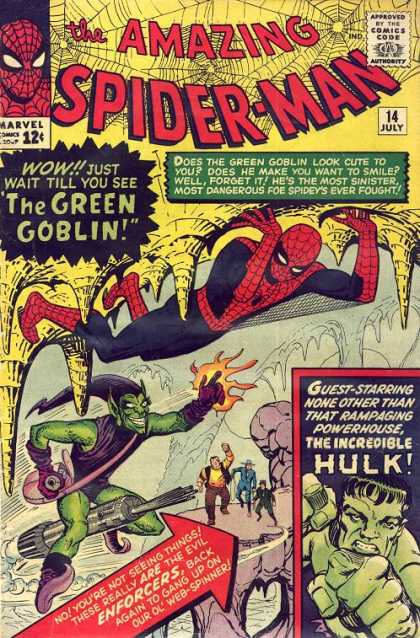 the AMAZING
SPIDER-MAN
IND.
APPROVED
BY THE
COMICS
CODE
AUTHORITY
MARVEL
COMICS
GROUP
12¢
14
JULY
WOW!! JUST
WAIT TILL YOU SEE
"The GREEN
GOBLIN!"
DOES THE GREEN GOBLIN LOOK CUTE TO
YOU? DOES HE MAKE YOU WANT TO SMILE?
WELL, FORGET IT! HE'S THE MOST SINISTER,
MOST DANGEROUS FOE SPIDEY'S EVER FOUGHT!
GUEST-STARRING
NONE OTHER THAN
THAT RAMPAGING
POWERHOUSE,
THE INCREDIBLE
HULK!
NO! YOU'RE NOT SEEING THINGS!
THESE REALLY ARE THE EVIL
ENFORCERS, BACK
AGAIN TO GANG UP ON
OUR OL' WEB-SPINNER!